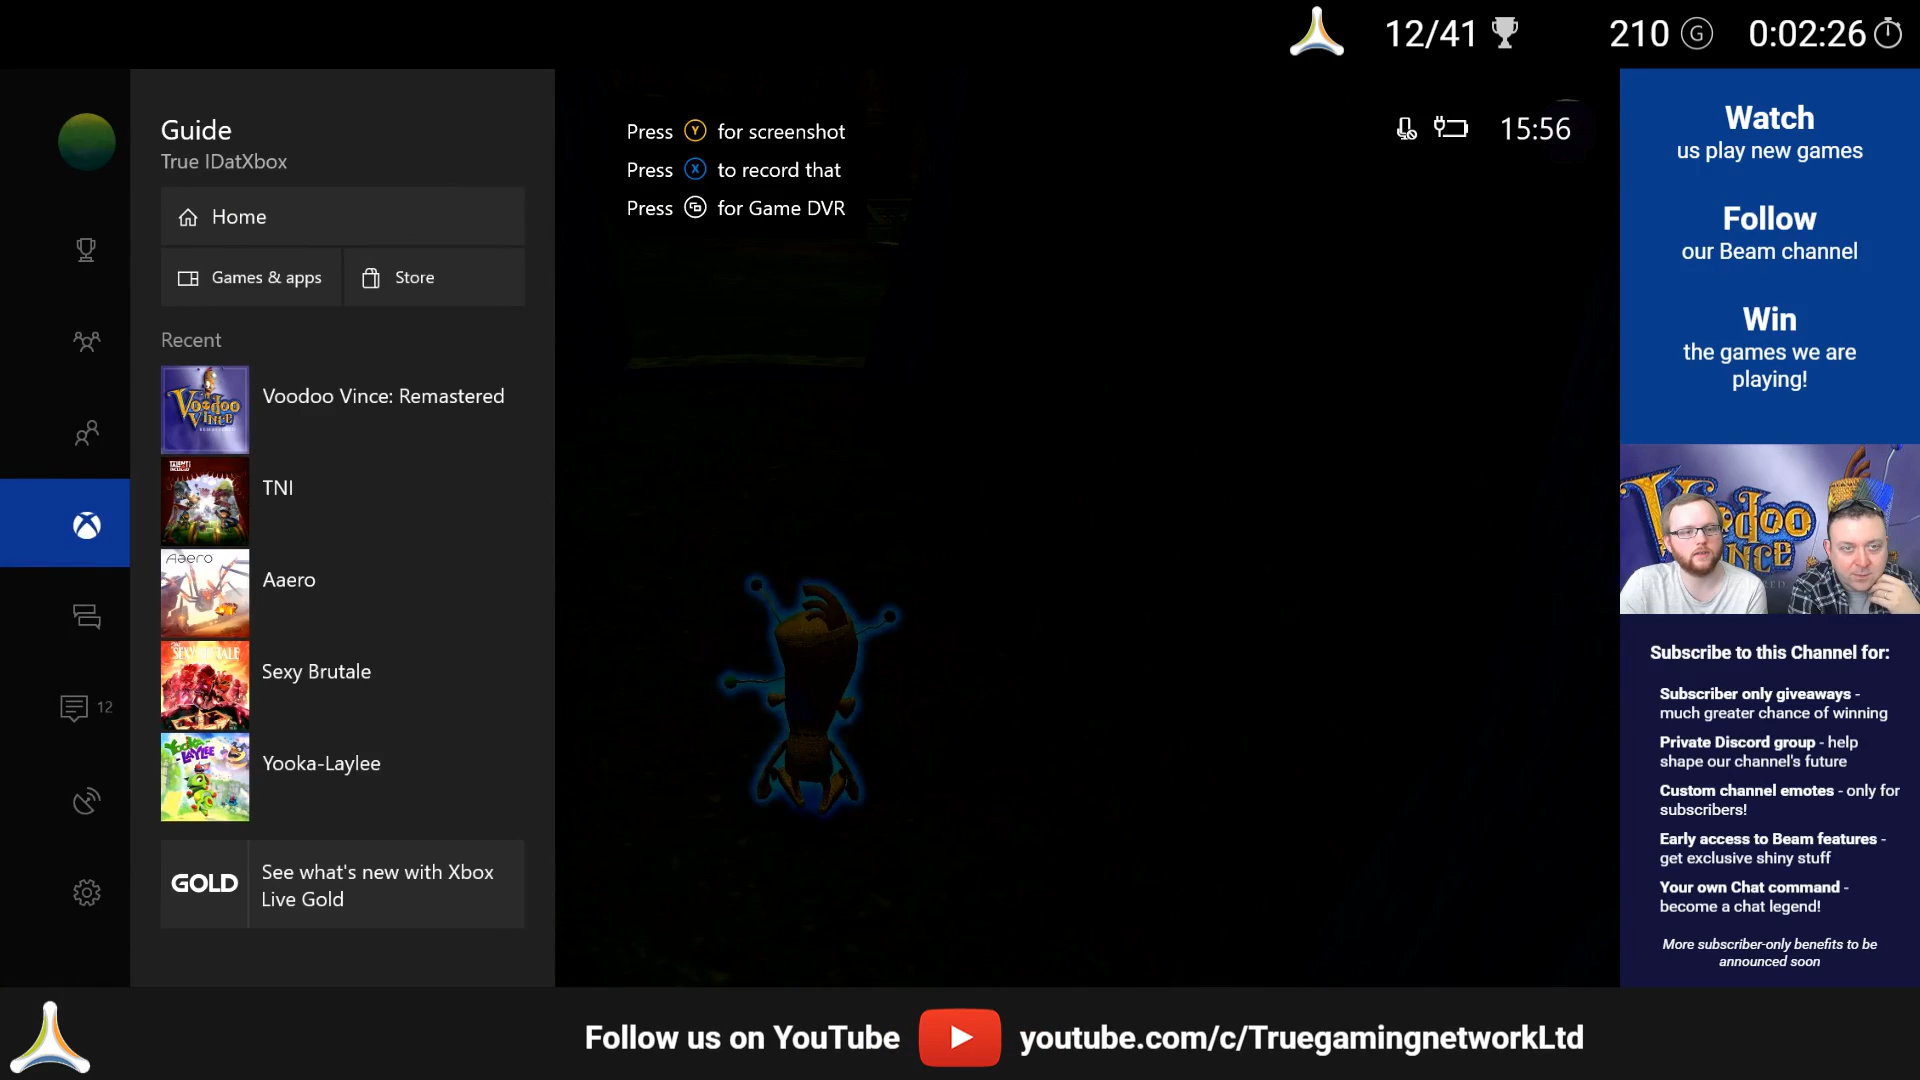 12/41
210 G
0:02:26
Guide
True IDatXbox
Home
Games & apps
Store
Recent
Voodoo Vince
Voodoo Vince: Remastered
TNI
Aaero
Aaero
Sexy Brutale
Yooka-Laylee
Yooka-Laylee
GOLD
See what's new with Xbox
Live Gold
12
Press Y for screenshot
Press X to record that
Press for Game DVR
15:56
Watch
us play new games
Follow
our Beam channel
Win
the games we are
playing!
Subscribe to this Channel for:
Subscriber only giveaways -
much greater chance of winning
Private Discord group - help
shape our channel's future
Custom channel emotes - only for
subscribers!
Early access to Beam features -
get exclusive shiny stuff
Your own Chat command -
become a chat legend!
More subscriber-only benefits to be
announced soon
Follow us on YouTube
youtube.com/c/TruegamingnetworkLtd